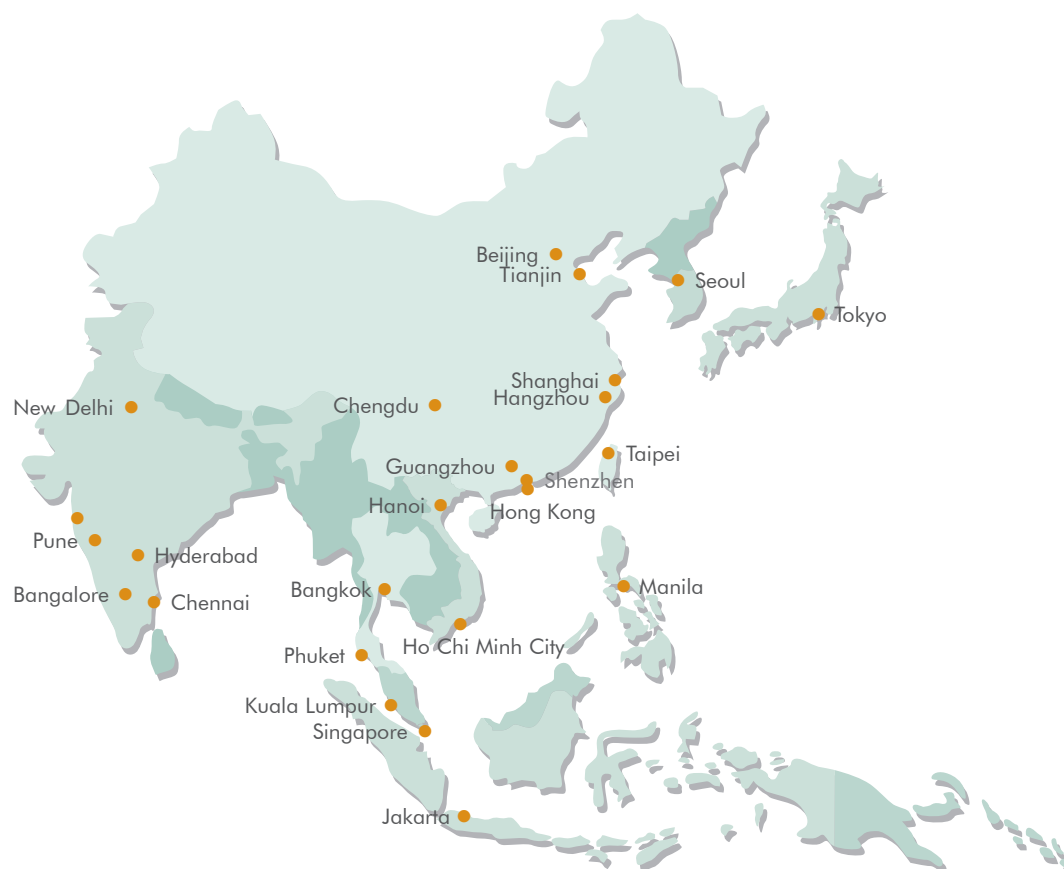 Beijing
Tianjin
Seoul
Tokyo
Shanghai
Hangzhou
New Delhi
Chengdu
Taipei
Guangzhou
Shenzhen
Hanoi
Hong Kong
Pune
Hyderabad
Bangkok
Manila
Bangalore
Chennai
Ho Chi Minh City
Phuket
Kuala Lumpur
Singapore
Jakarta